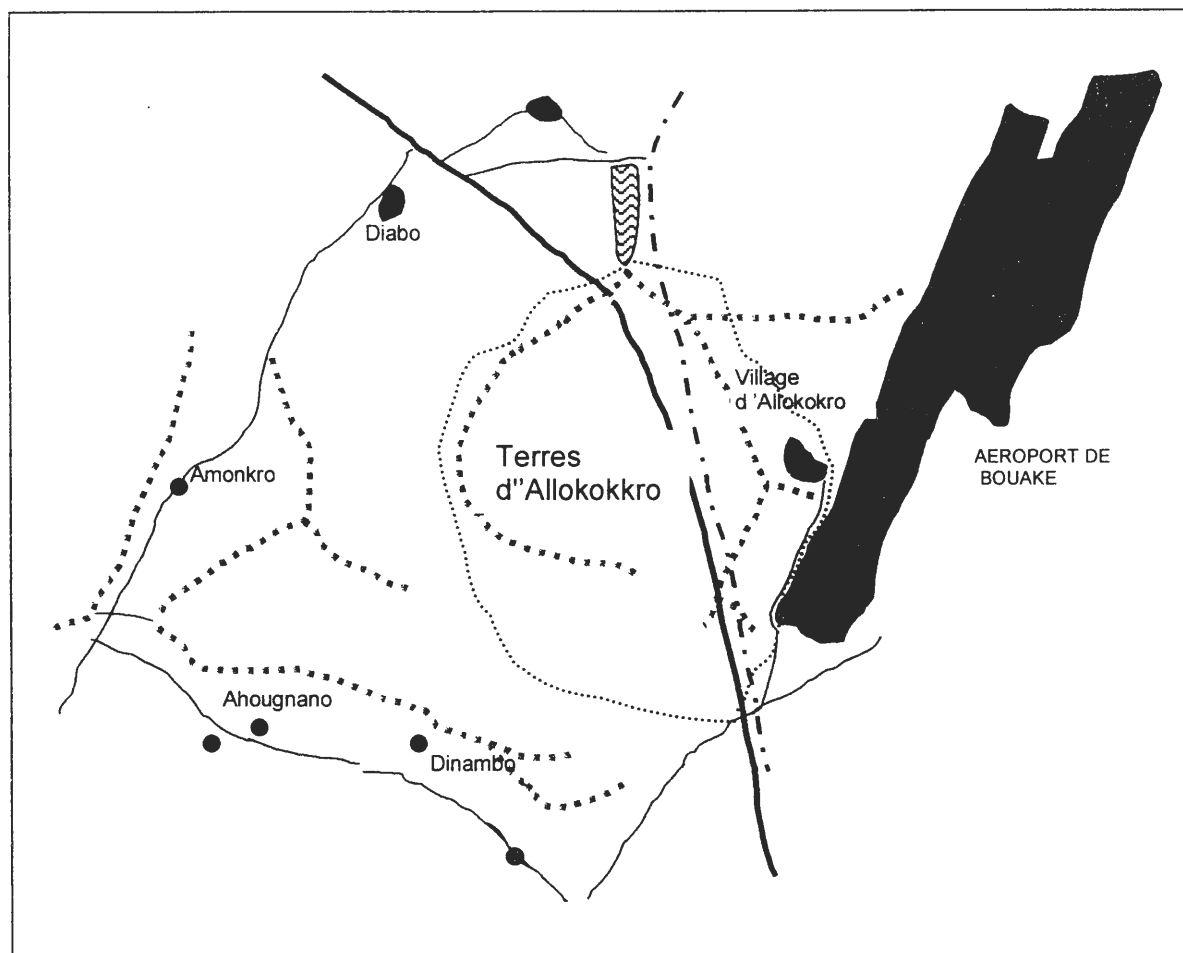 Diabo
Village
d 'Allokokro
Terres
d''Allokokkro
AEROPORT DE
BOUAKE
Amonkro
Ahougnano
Dinambo